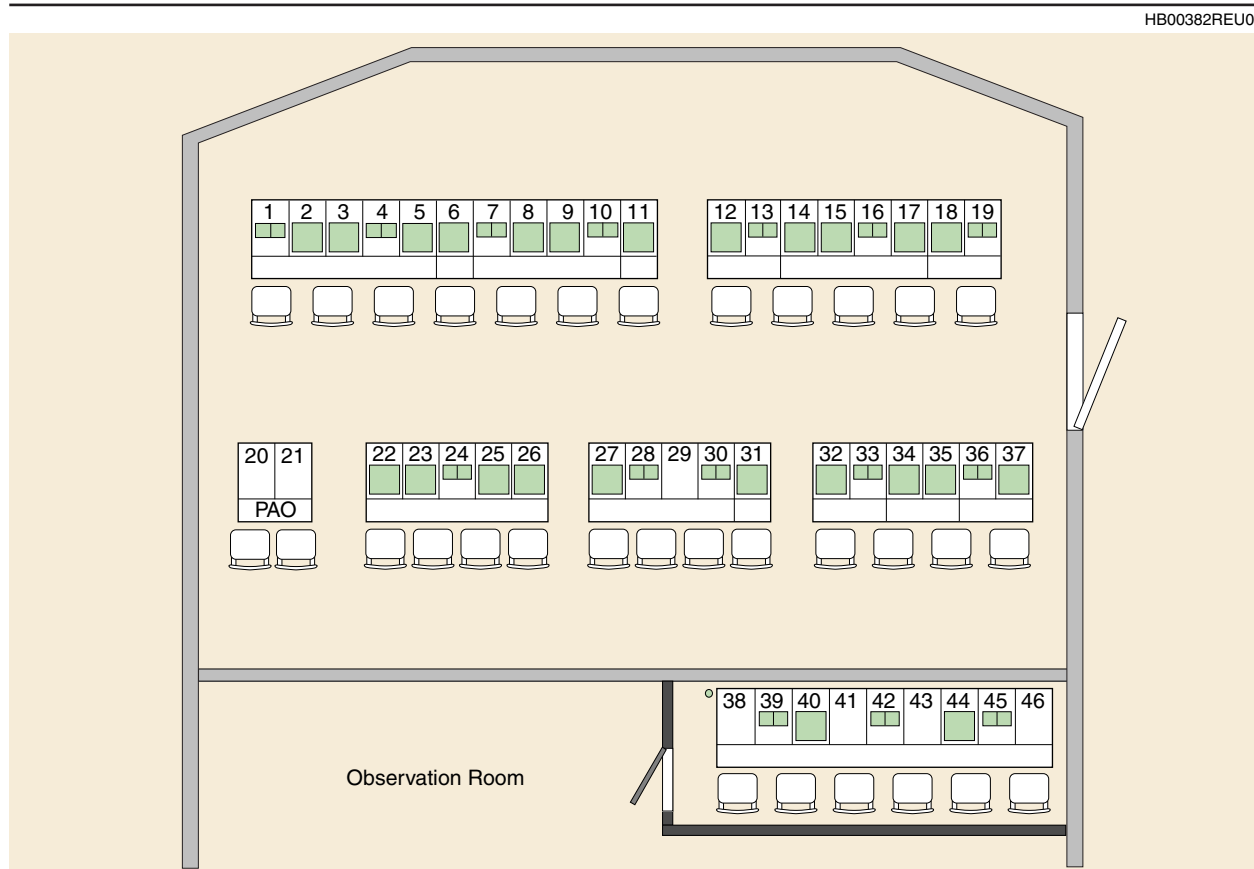 HB00382REU0
1 2 3 4 5 6 7 8 9 10 11 12 13 14 15 16 17 18 19
20 21 22 23 24 25 26 27 28 29 30 31 32 33 34 35 36 37
PAO
38 39 40 41 42 43 44 45 46
Observation Room